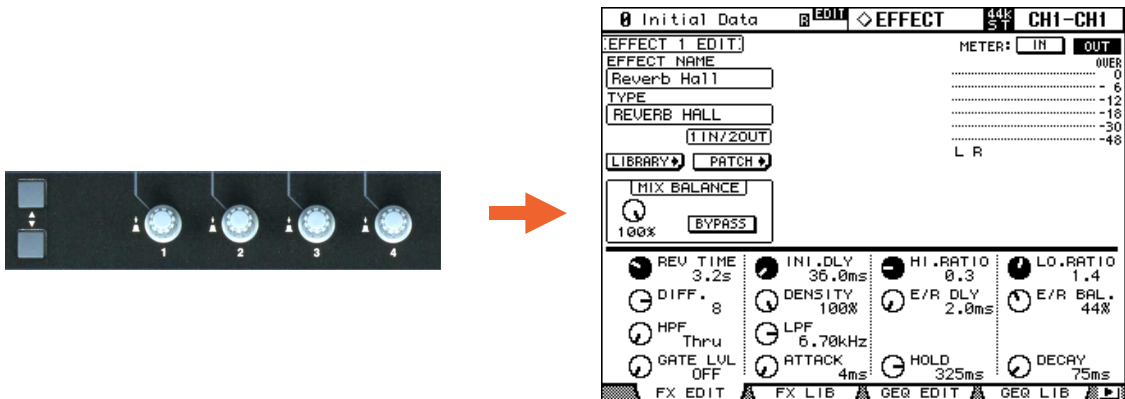 1 2 3 4
0 Initial Data R EDIT ◇EFFECT 44k ST CH1-CH1
EFFECT 1 EDIT
METER: IN OUT
EFFECT NAME
Reverb Hall
TYPE
REVERB HALL
1IN/2OUT
LIBRARY PATCH
OVER
0
- 6
-12
-18
-30
-48
L R
MIX BALANCE
100%
BYPASS
REV TIME 3.2s
INI.DLY 36.0ms
HI.RATIO 0.3
LO.RATIO 1.4
DIFF. 8
DENSITY 100%
E/R DLY 2.0ms
E/R BAL. 44%
HPF Thru
LPF 6.70kHz
GATE LVL OFF
ATTACK 4ms
HOLD 325ms
DECAY 75ms
FX EDIT FX LIB GEQ EDIT GEQ LIB